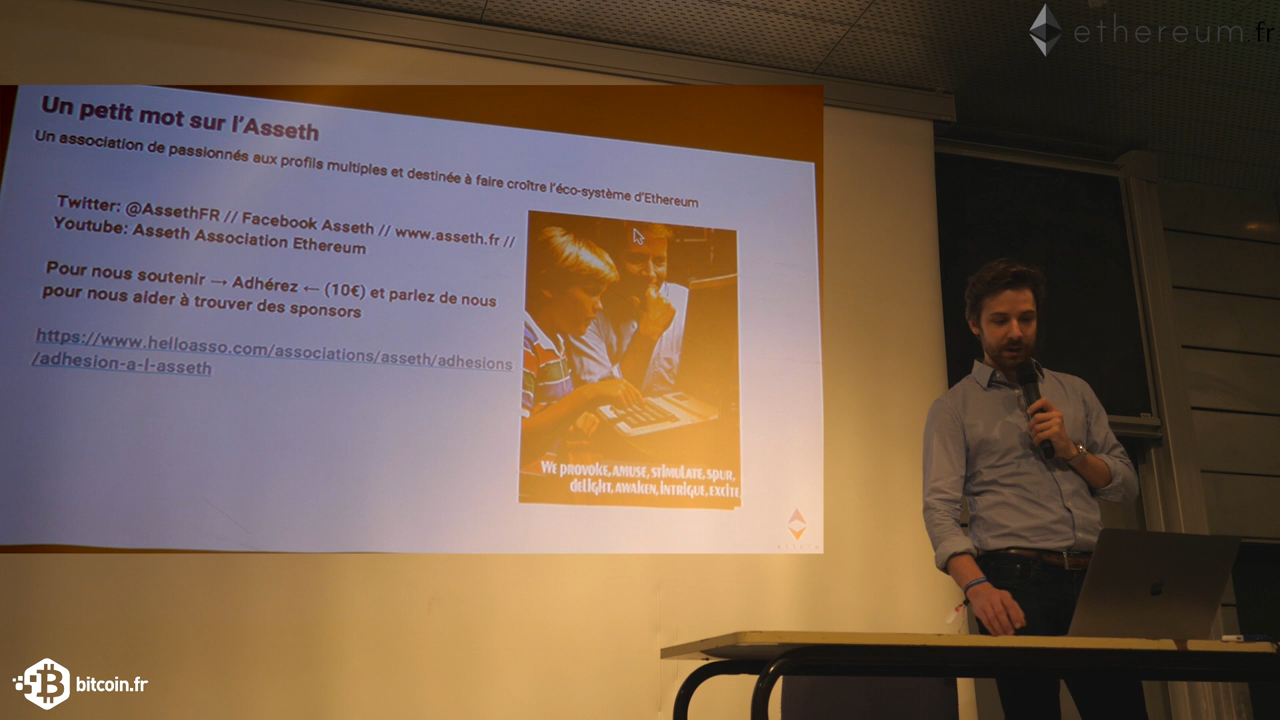 ethereum.fr
Un petit mot sur l'Asseth
Un association de passionnés aux profils multiples et destinée à faire croître l'éco-système d'Ethereum
Twitter: @AssethFR // Facebook Asseth // www.asseth.fr //
Youtube: Asseth Association Ethereum
Pour nous soutenir → Adhérez ← (10€) et parlez de nous
pour nous aider à trouver des sponsors
https://www.helloasso.com/associations/asseth/adhesions
/adhesion-a-l-asseth
We provoke, amuse, stimulate, spur,
delight, awaken, intrigue, excite
bitcoin.fr